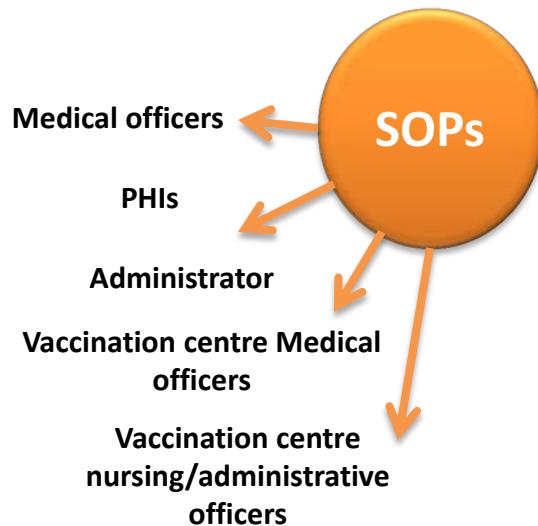 SOPs
Medical officers
PHIs
Administrator
Vaccination centre Medical
officers
Vaccination centre
nursing/administrative
officers